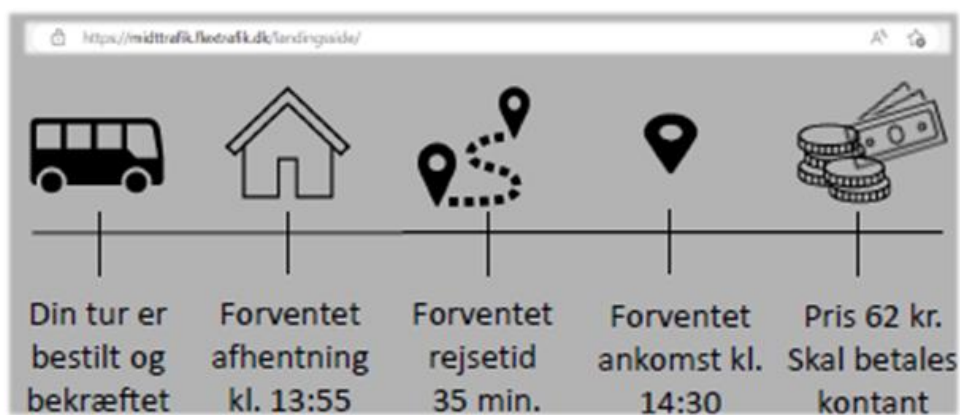 https://midttrafik.flextrafik.dk/landingsside/
Din tur er
bestilt og
bekræftet
Forventet
afhentning
kl. 13:55
Forventet
rejsetid
35 min.
Forventet
ankomst kl.
14:30
Pris 62 kr.
Skal betales
kontant